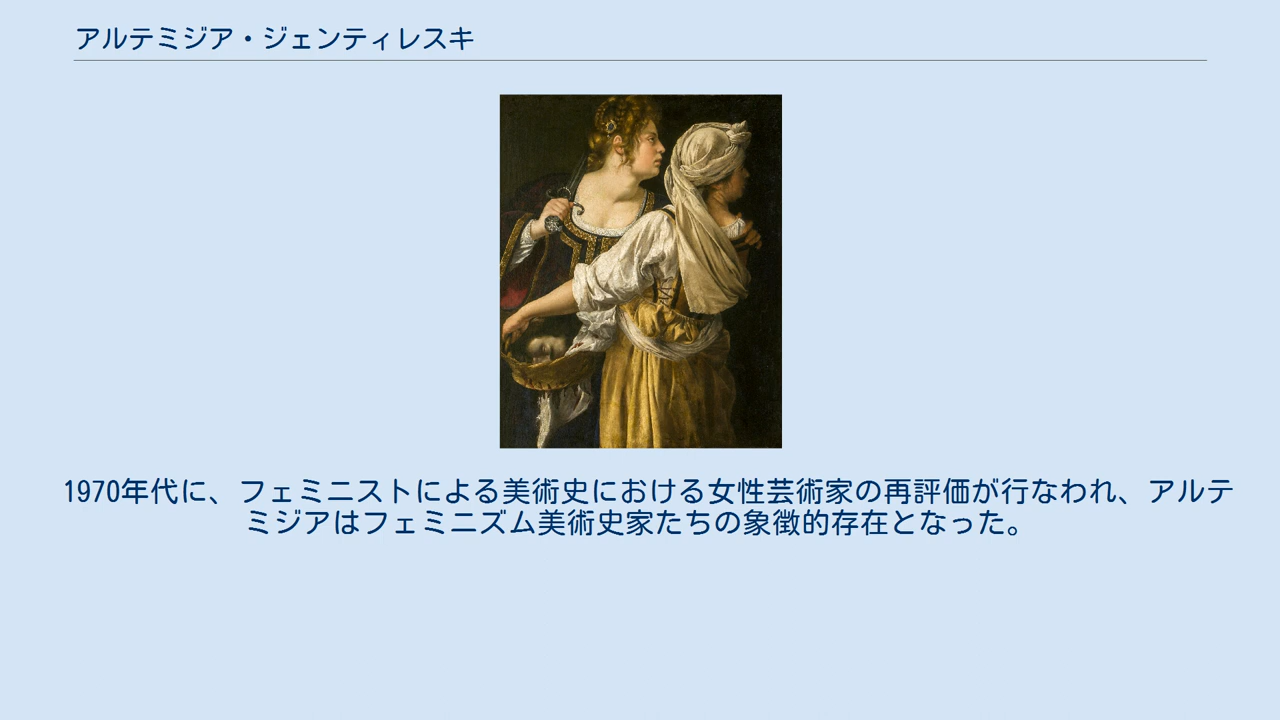 アルテミジア・ジェンティレスキ
1970年代に、フェミニストによる美術史における女性芸術家の再評価が行なわれ、アルテ
ミジアはフェミニズム美術史家たちの象徴的存在となった。